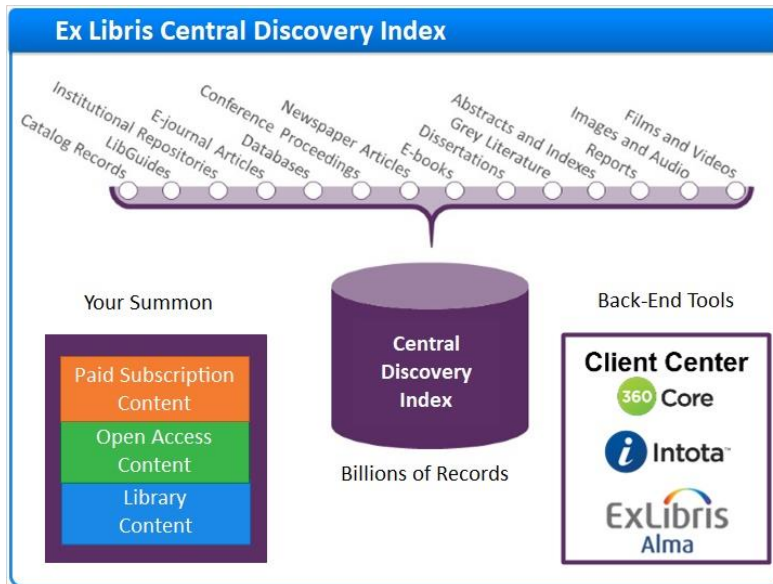 Ex Libris Central Discovery Index
Catalog Records
LibGuides
Institutional Repositories
E-journal Articles
Databases
Conference Proceedings
Newspaper Articles
E-books
Dissertations
Grey Literature
Abstracts and Indexes
Reports
Images and Audio
Films and Videos
Your Summon
Paid Subscription
Content
Open Access
Content
Library
Content
Central
Discovery
Index
Billions of Records
Back-End Tools
Client Center
360 Core
i Intota™
ExLibris
Alma